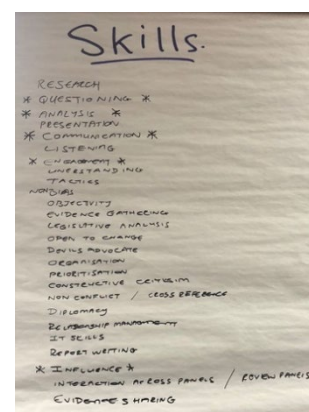 Skills.
RESEARCH
* QUESTIONING *
* ANALYSIS *
PRESENTATION
* COMMUNICATION *
LISTENING
* ENGAGEMENT *
UNDERSTANDING
TACTICS
NON BIAS
OBJECTIVITY
EVIDENCE GATHERING
LEGISLATIVE ANALYSIS
OPEN TO CHANGE
DEVILS ADVOCATE
ORGANISATION
PRIORITISATION
CONSTRUCTIVE CRITISIM
NON CONFLICT / CROSS REFERENCE
DIPLOMACY
RELATIONSHIP MANAGEMENT
IT SKILLS
REPORT WRITING
* INFLUENCE *
INTERACTION ACROSS PANELS / REVIEW PANELS
EVIDENCE SHARING